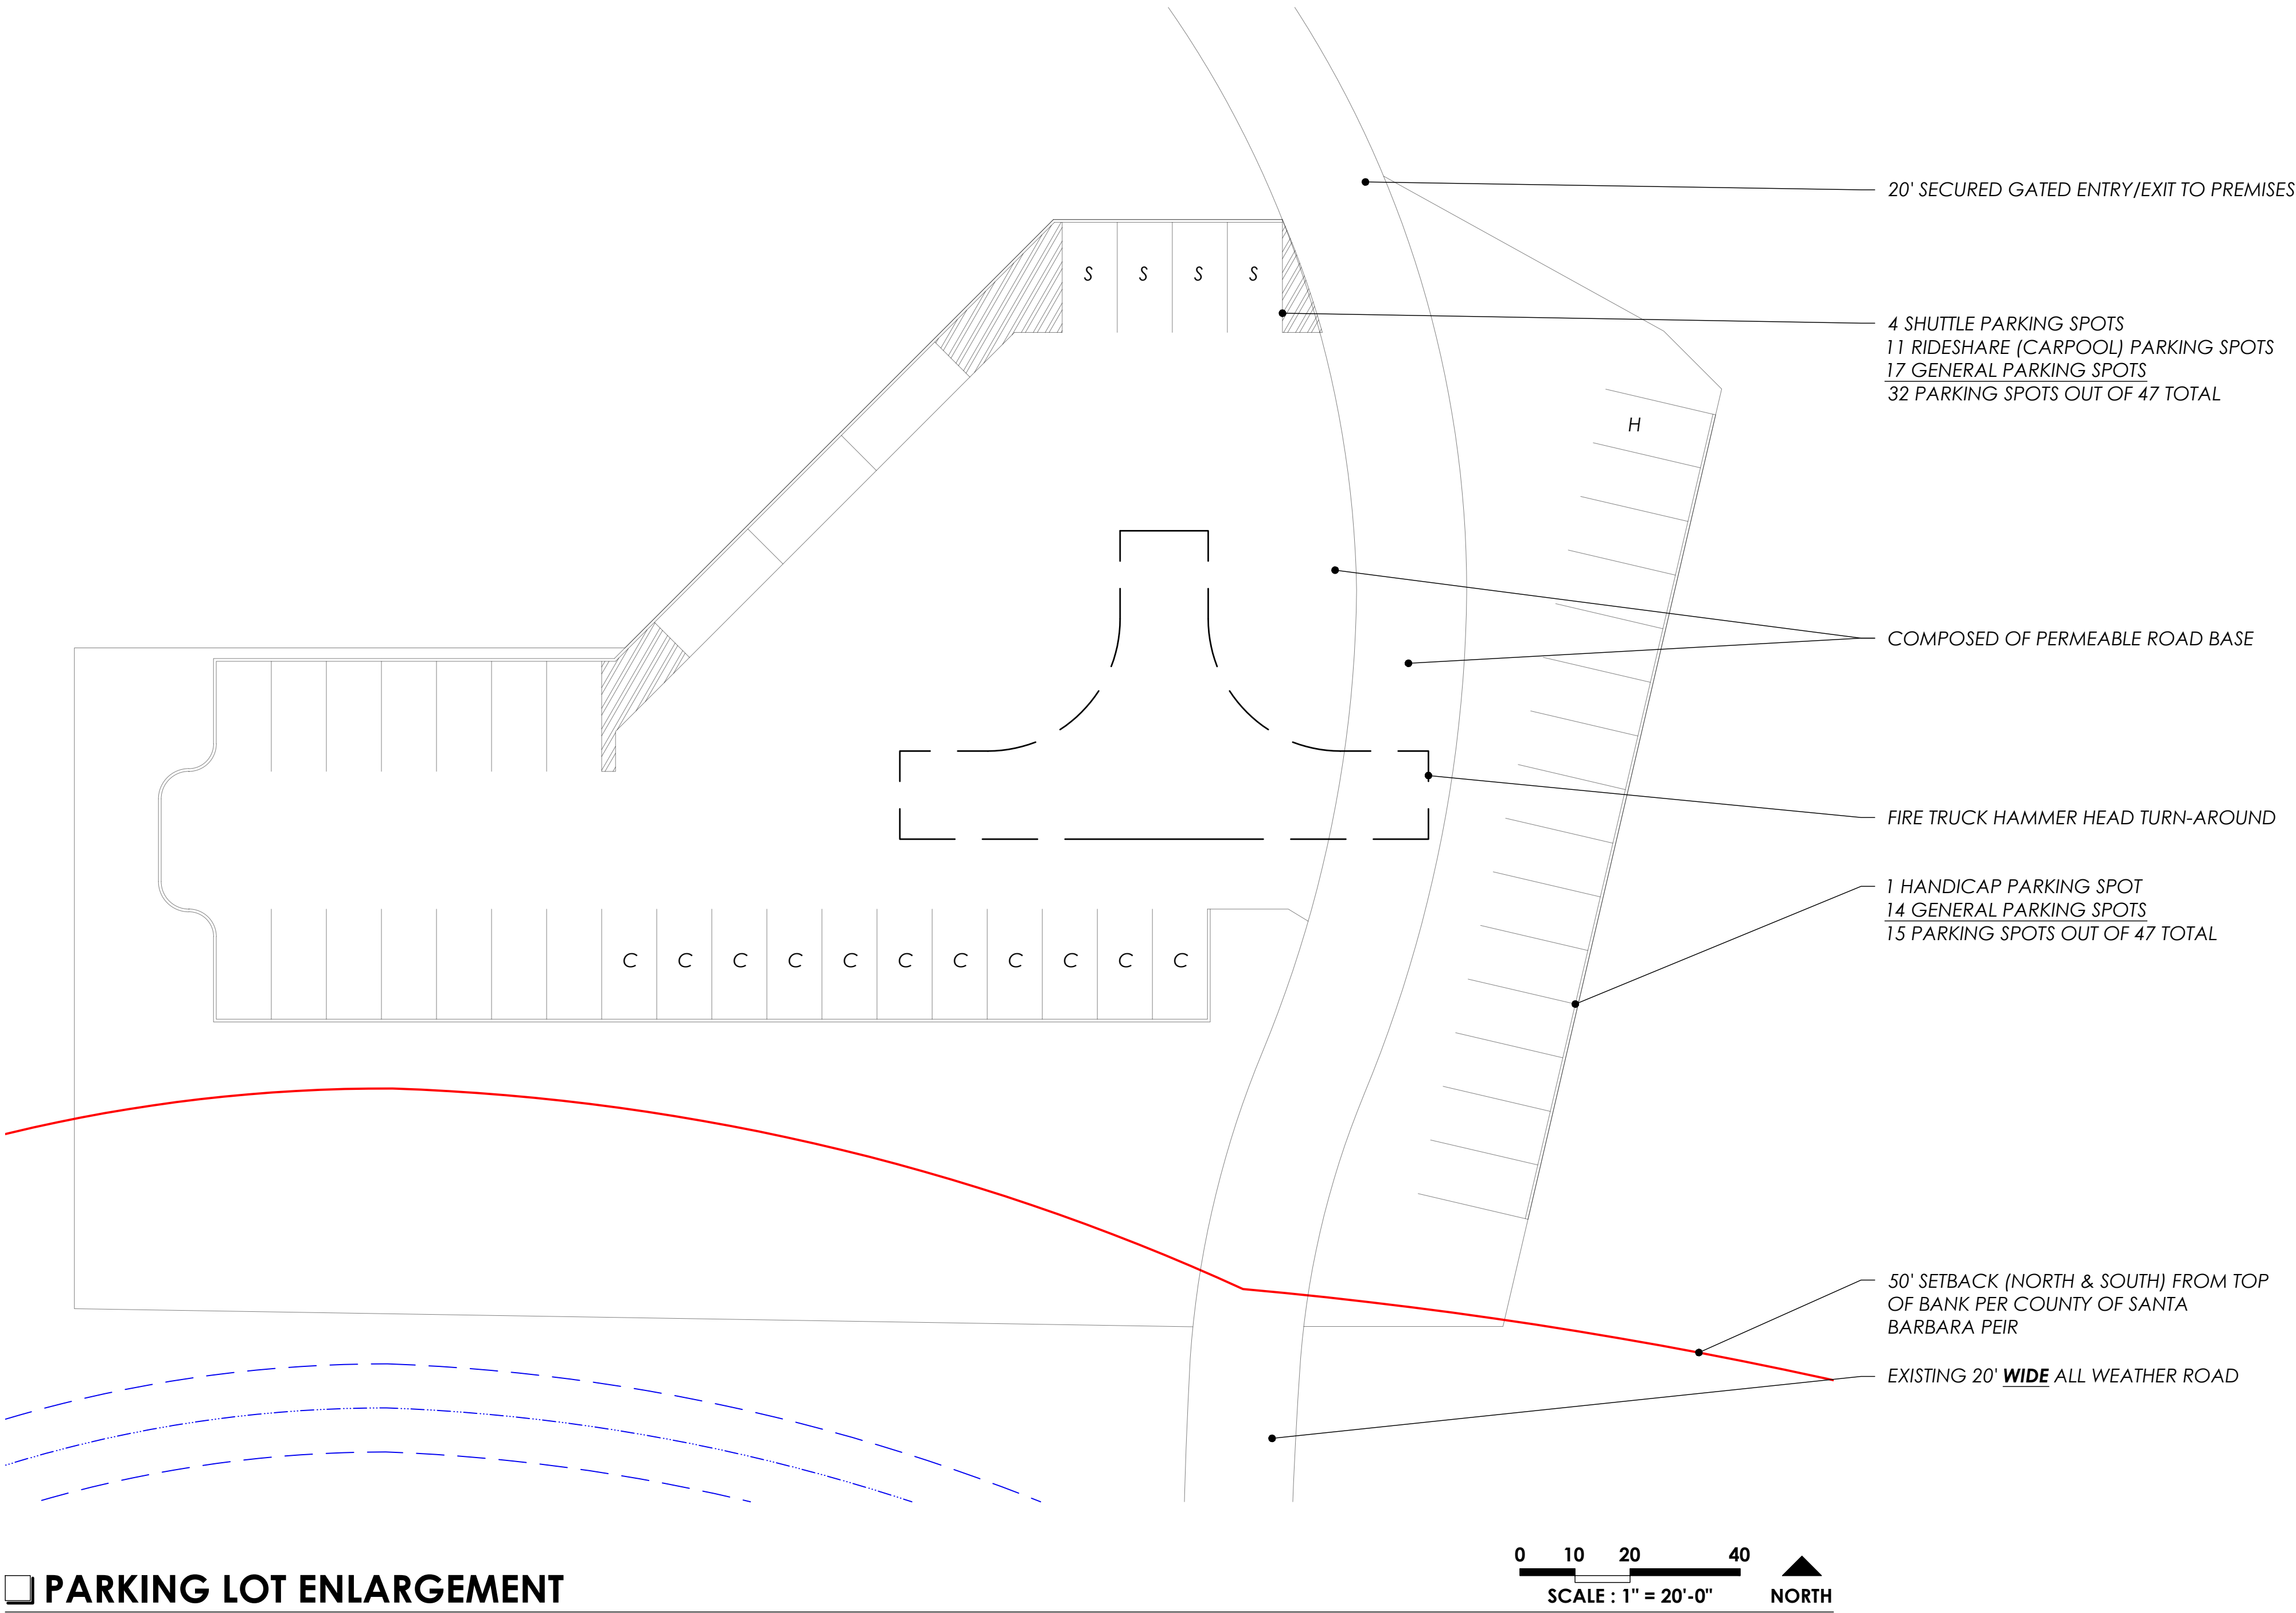 20' SECURED GATED ENTRY/EXIT TO PREMISES
S S S S
4 SHUTTLE PARKING SPOTS
11 RIDESHARE (CARPOOL) PARKING SPOTS
17 GENERAL PARKING SPOTS
32 PARKING SPOTS OUT OF 47 TOTAL
H
COMPOSED OF PERMEABLE ROAD BASE
FIRE TRUCK HAMMER HEAD TURN-AROUND
1 HANDICAP PARKING SPOT
14 GENERAL PARKING SPOTS
15 PARKING SPOTS OUT OF 47 TOTAL
C C C C C C C C C C C
50' SETBACK (NORTH & SOUTH) FROM TOP
OF BANK PER COUNTY OF SANTA
BARBARA PEIR
EXISTING 20' WIDE ALL WEATHER ROAD
PARKING LOT ENLARGEMENT
0 10 20 40
SCALE : 1" = 20'-0"
NORTH